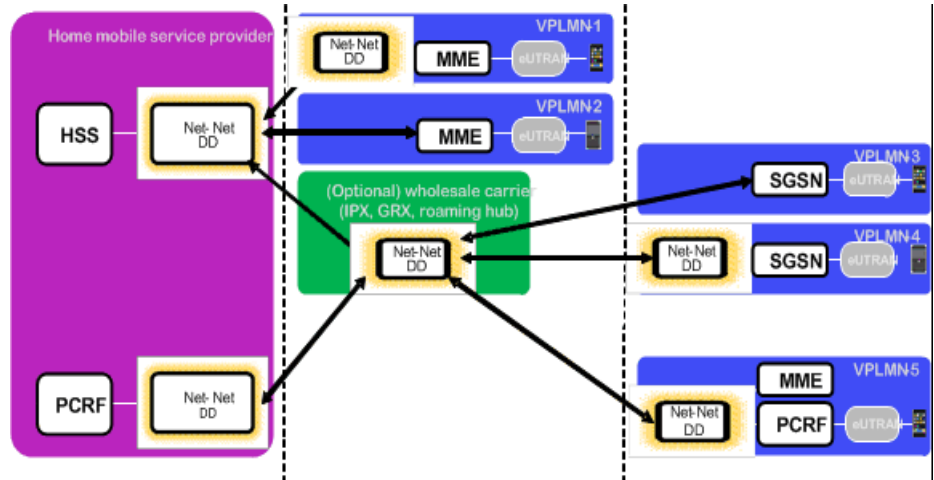 Home mobile service provider
HSS
Net- Net
DD
PCRF
Net- Net
DD
VPLMN-1
Net-Net
DD
MME
eUTRAN
VPLMN-2
MME
eUTRAN
(Optional) wholesale carrier
(IPX, GRX, roaming hub)
Net-Net
DD
VPLMN-3
SGSN
eUTRAN
VPLMN-4
Net-Net
DD
SGSN
eUTRAN
VPLMN-5
MME
Net-Net
DD
PCRF
eUTRAN